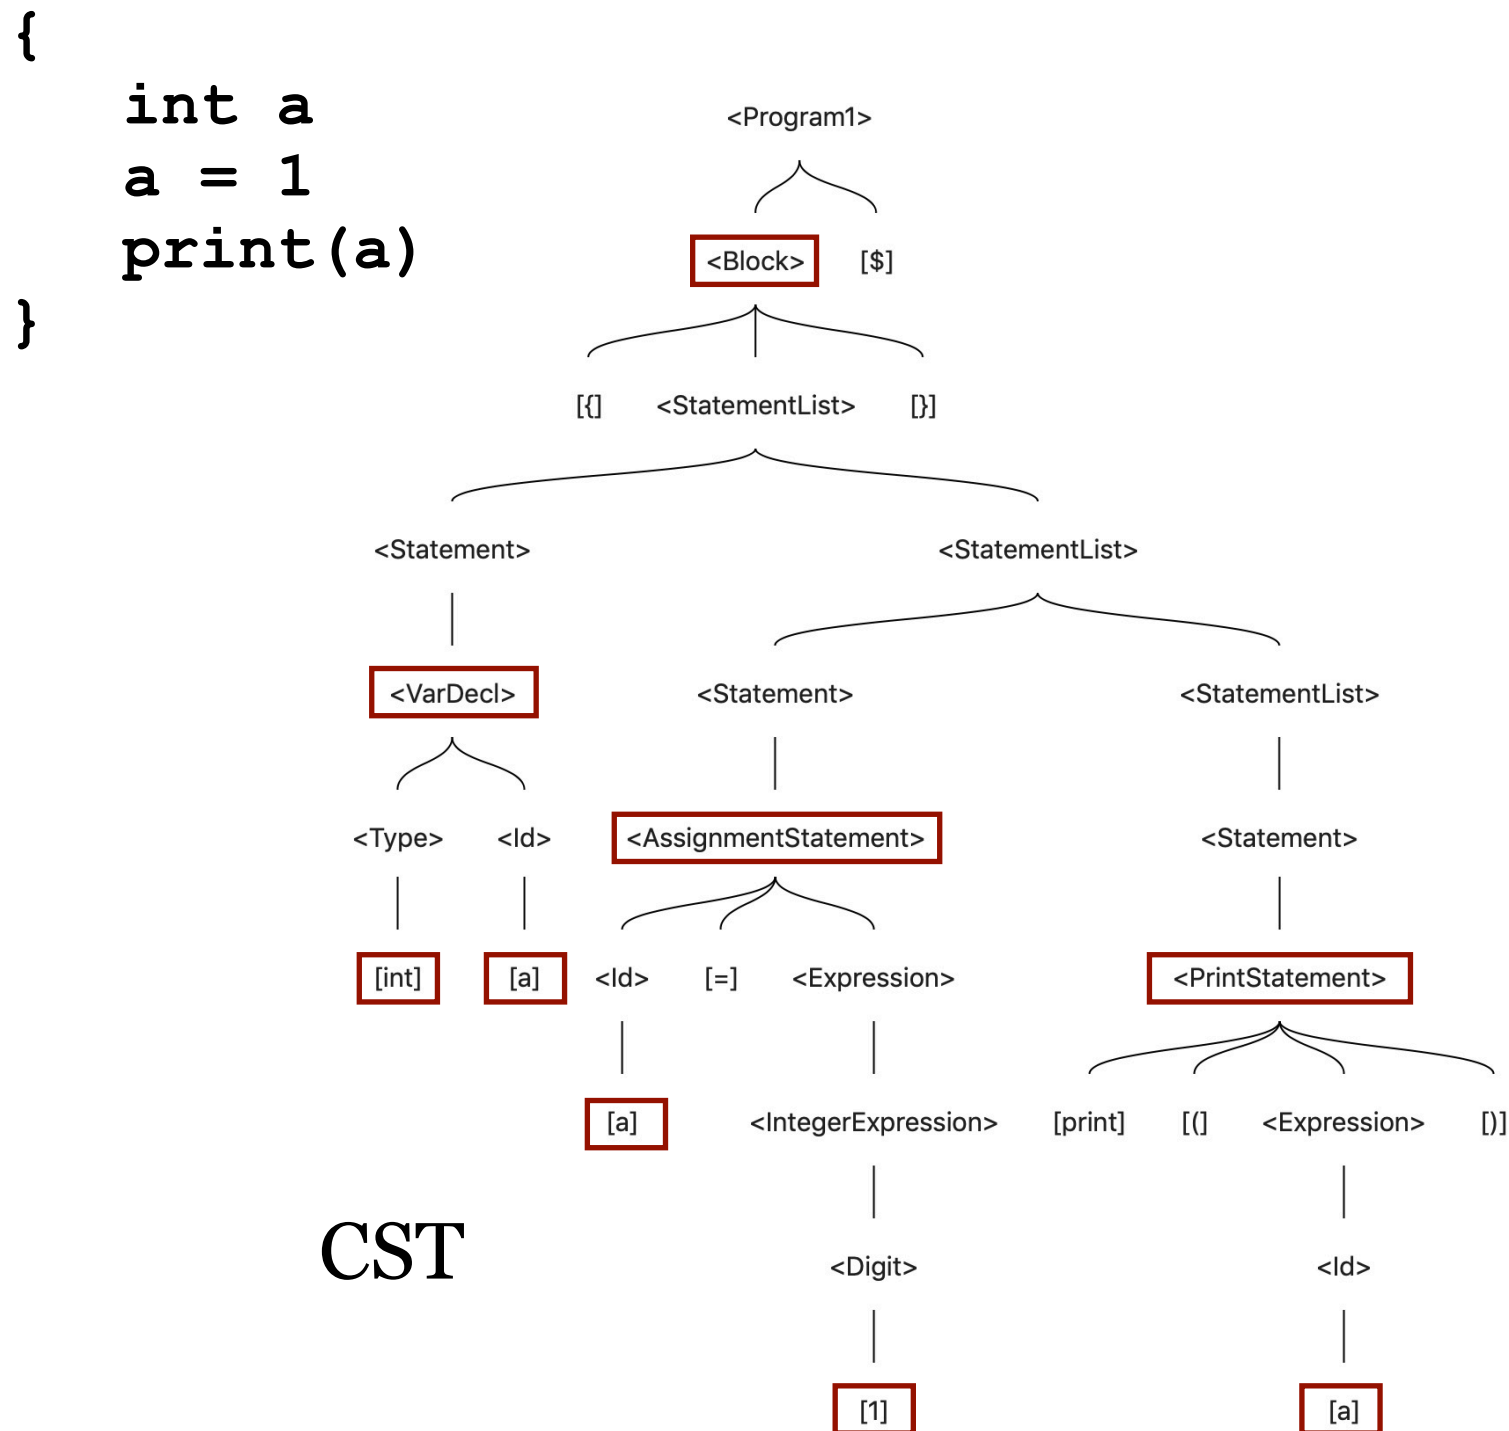 {
int a
a = 1
print(a)
}
<Program1>
<Block> [$]
[{] <StatementList> [}]
<Statement> <StatementList>
<VarDecl> <Statement> <StatementList>
<Type> <Id> <AssignmentStatement> <Statement>
[int] [a] <Id> [=] <Expression> <PrintStatement>
[a] <IntegerExpression> [print] [(] <Expression> [)]
CST
<Digit> <Id>
[1] [a]